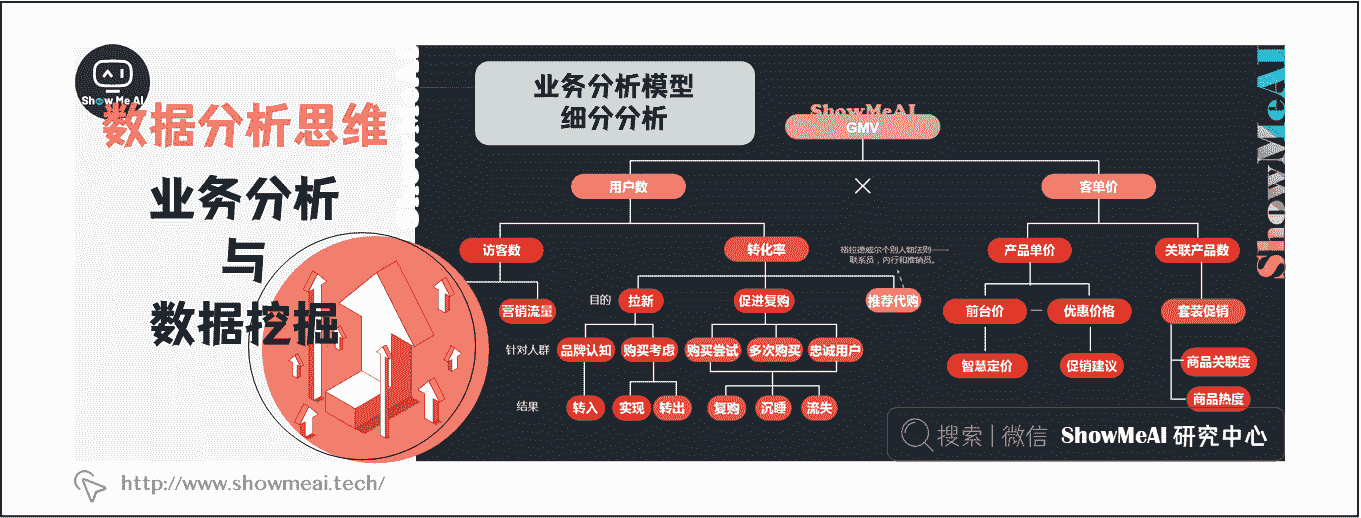 Show Me AI
数据分析思维
业务分析
与
数据挖掘
http://www.showmeai.tech/
业务分析模型
细分分析
ShowMeAI
GMV
用户数
×
客单价
访客数
转化率
格拉德威尔个别人物法则——
联系员，内行和推销员。
产品单价
关联产品数
营销流量
目的
拉新
促进复购
推荐代购
前台价
优惠价格
套装促销
针对人群
品牌认知
购买考虑
购买尝试
多次购买
忠诚用户
智慧定价
促销建议
商品关联度
结果
转入
实现
转出
复购
沉睡
流失
商品热度
搜索 | 微信 ShowMeAI 研究中心
ShowMeAI